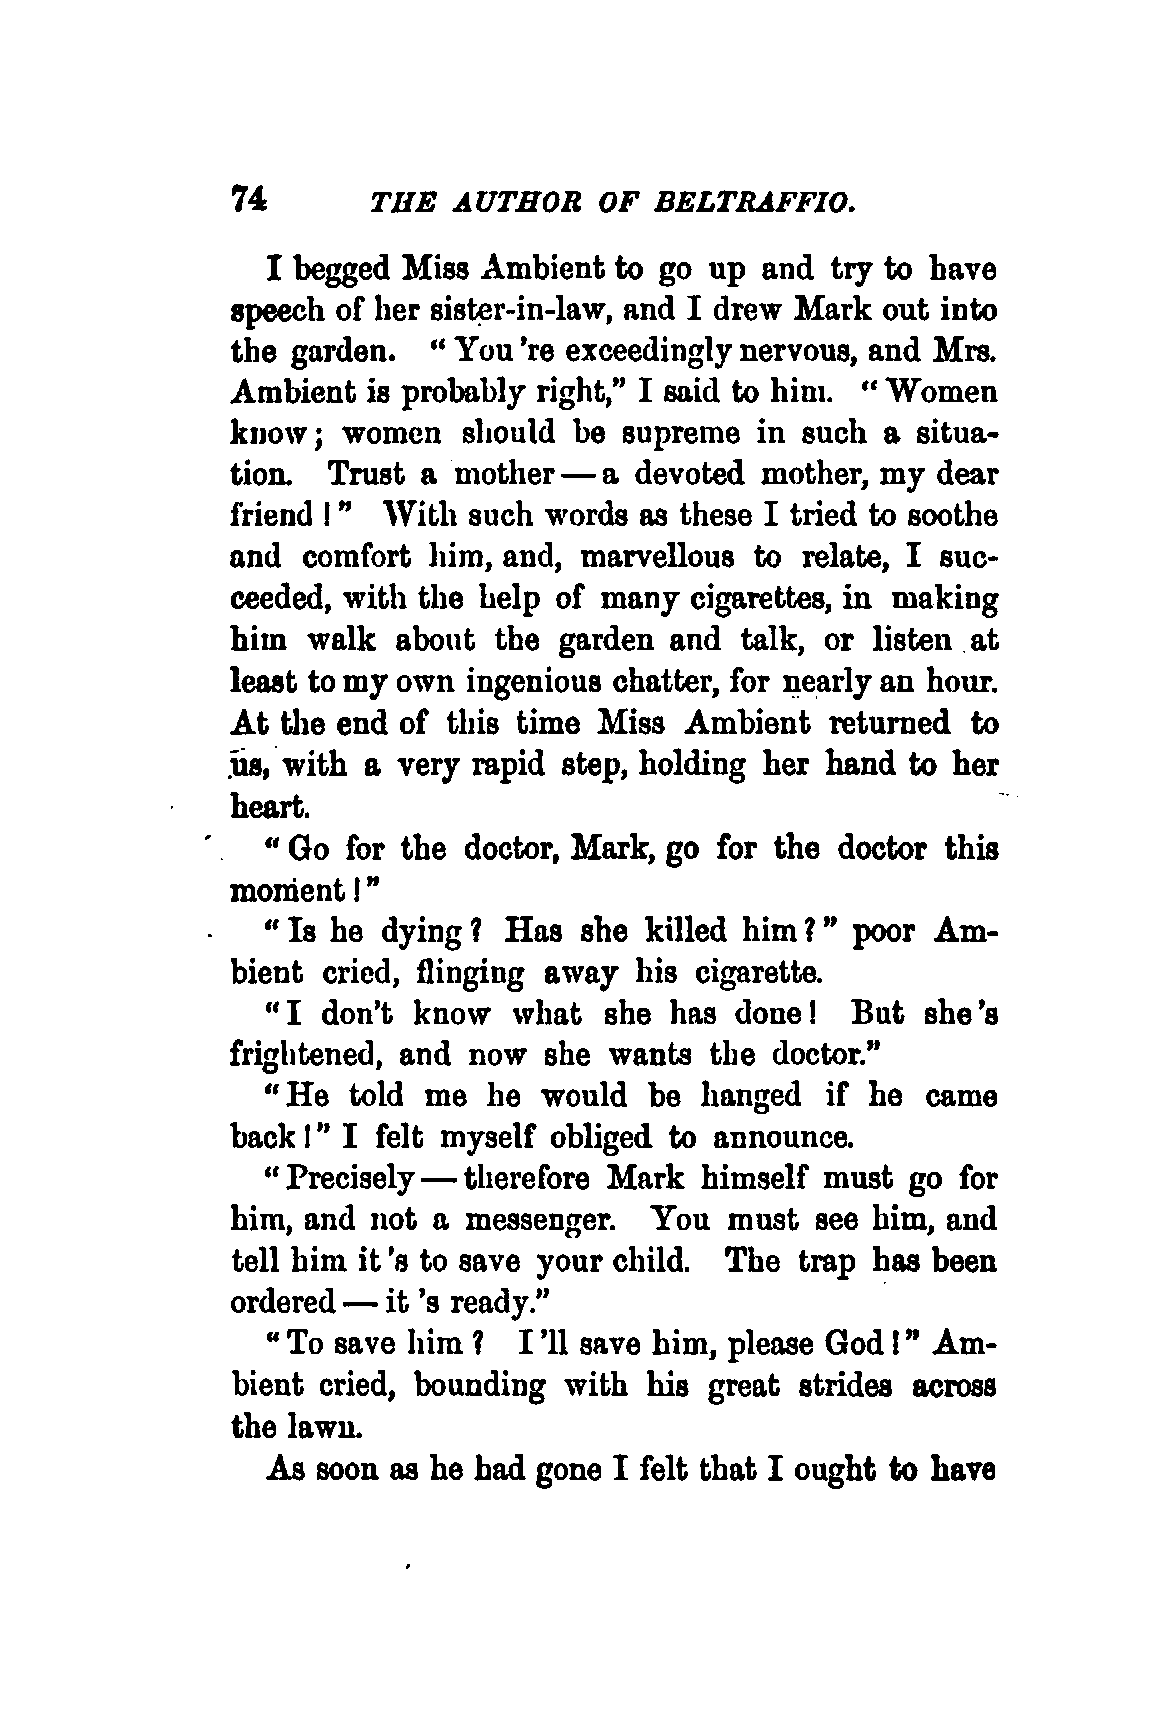 74 THE AUTHOR OF BELTRAFFIO.
I begged Miss Ambient to go up and try to have
speech of her sister-in-law, and I drew Mark out into
the garden. "You're exceedingly nervous, and Mrs.
Ambient is probably right," I said to him. "Women
know; women should be supreme in such a situa-
tion. Trust a mother—a devoted mother, my dear
friend!" With such words as these I tried to soothe
and comfort him, and, marvellous to relate, I suc-
ceeded, with the help of many cigarettes, in making
him walk about the garden and talk, or listen at
least to my own ingenious chatter, for nearly an hour.
At the end of this time Miss Ambient returned to
us, with a very rapid step, holding her hand to her
heart.
"Go for the doctor, Mark, go for the doctor this
moment!"
"Is he dying? Has she killed him?" poor Am-
bient cried, flinging away his cigarette.
"I don't know what she has done! But she's
frightened, and now she wants the doctor."
"He told me he would be hanged if he came
back!" I felt myself obliged to announce.
"Precisely—therefore Mark himself must go for
him, and not a messenger. You must see him, and
tell him it's to save your child. The trap has been
ordered—it's ready."
"To save him? I'll save him, please God!" Am-
bient cried, bounding with his great strides across
the lawn.
As soon as he had gone I felt that I ought to have